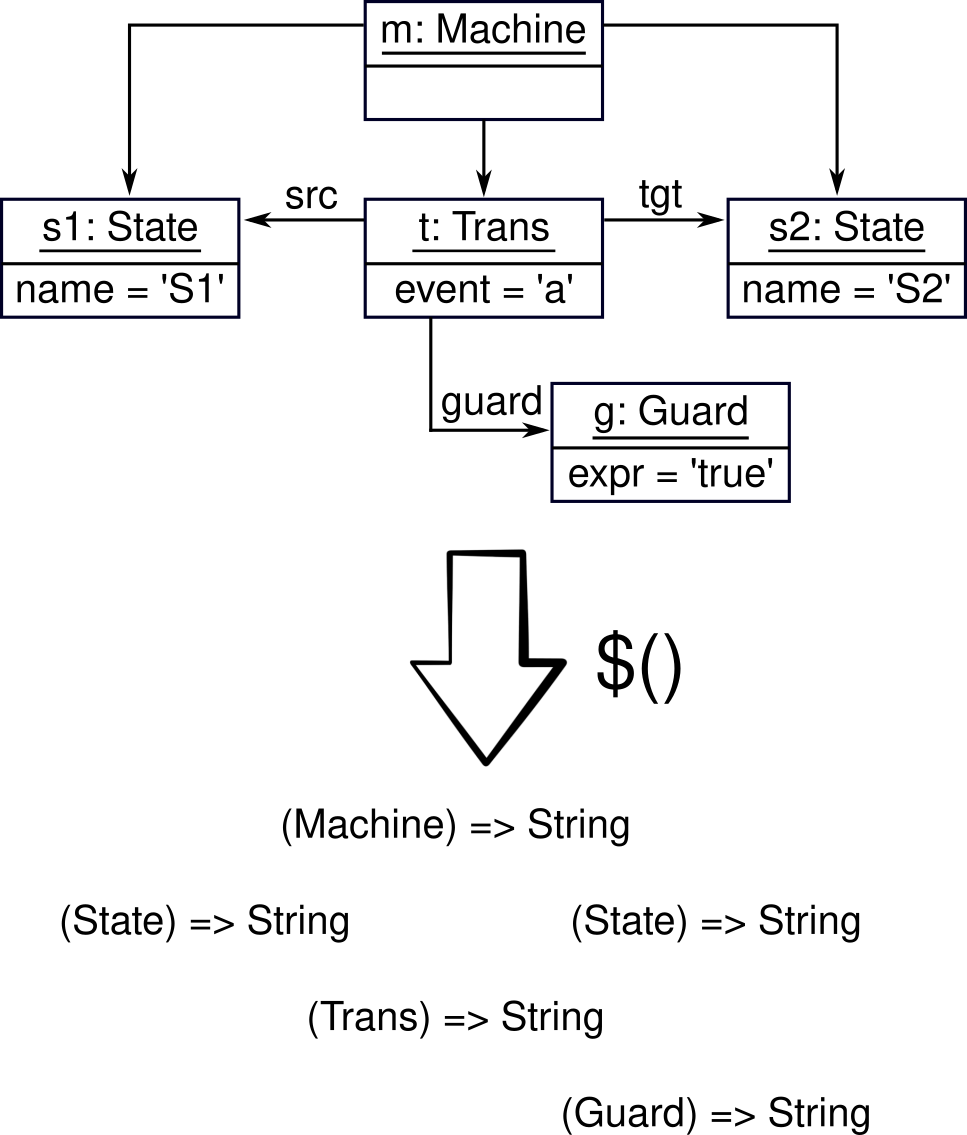 m: Machine
src
tgt
s1: State
name = 'S1'
t: Trans
event = 'a'
s2: State
name = 'S2'
guard
g: Guard
expr = 'true'
$()
(Machine) => String
(State) => String
(State) => String
(Trans) => String
(Guard) => String